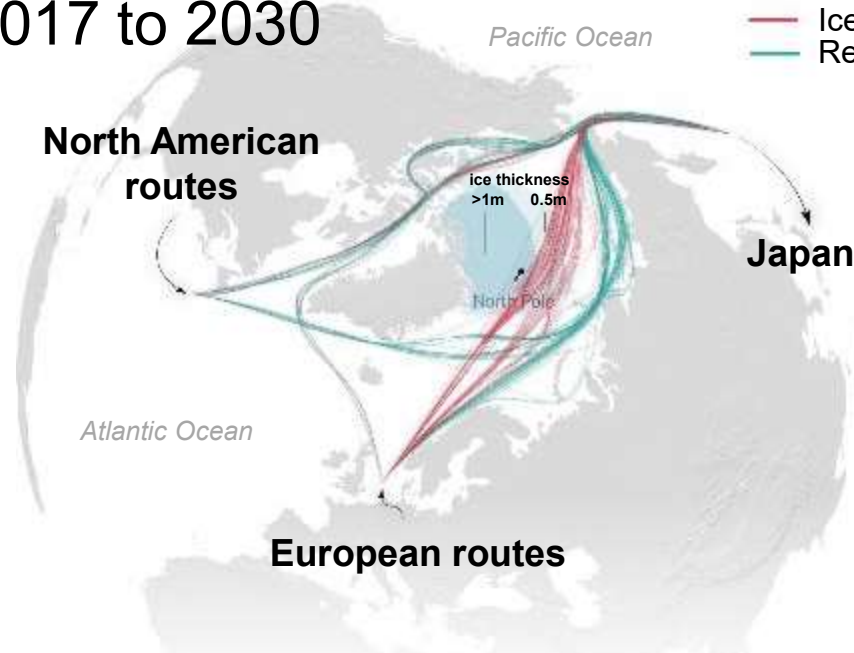 017 to 2030
Pacific Ocean
Ice
Re
North American
routes
ice thickness
>1m 0.5m
Japan
North Pole
Atlantic Ocean
European routes